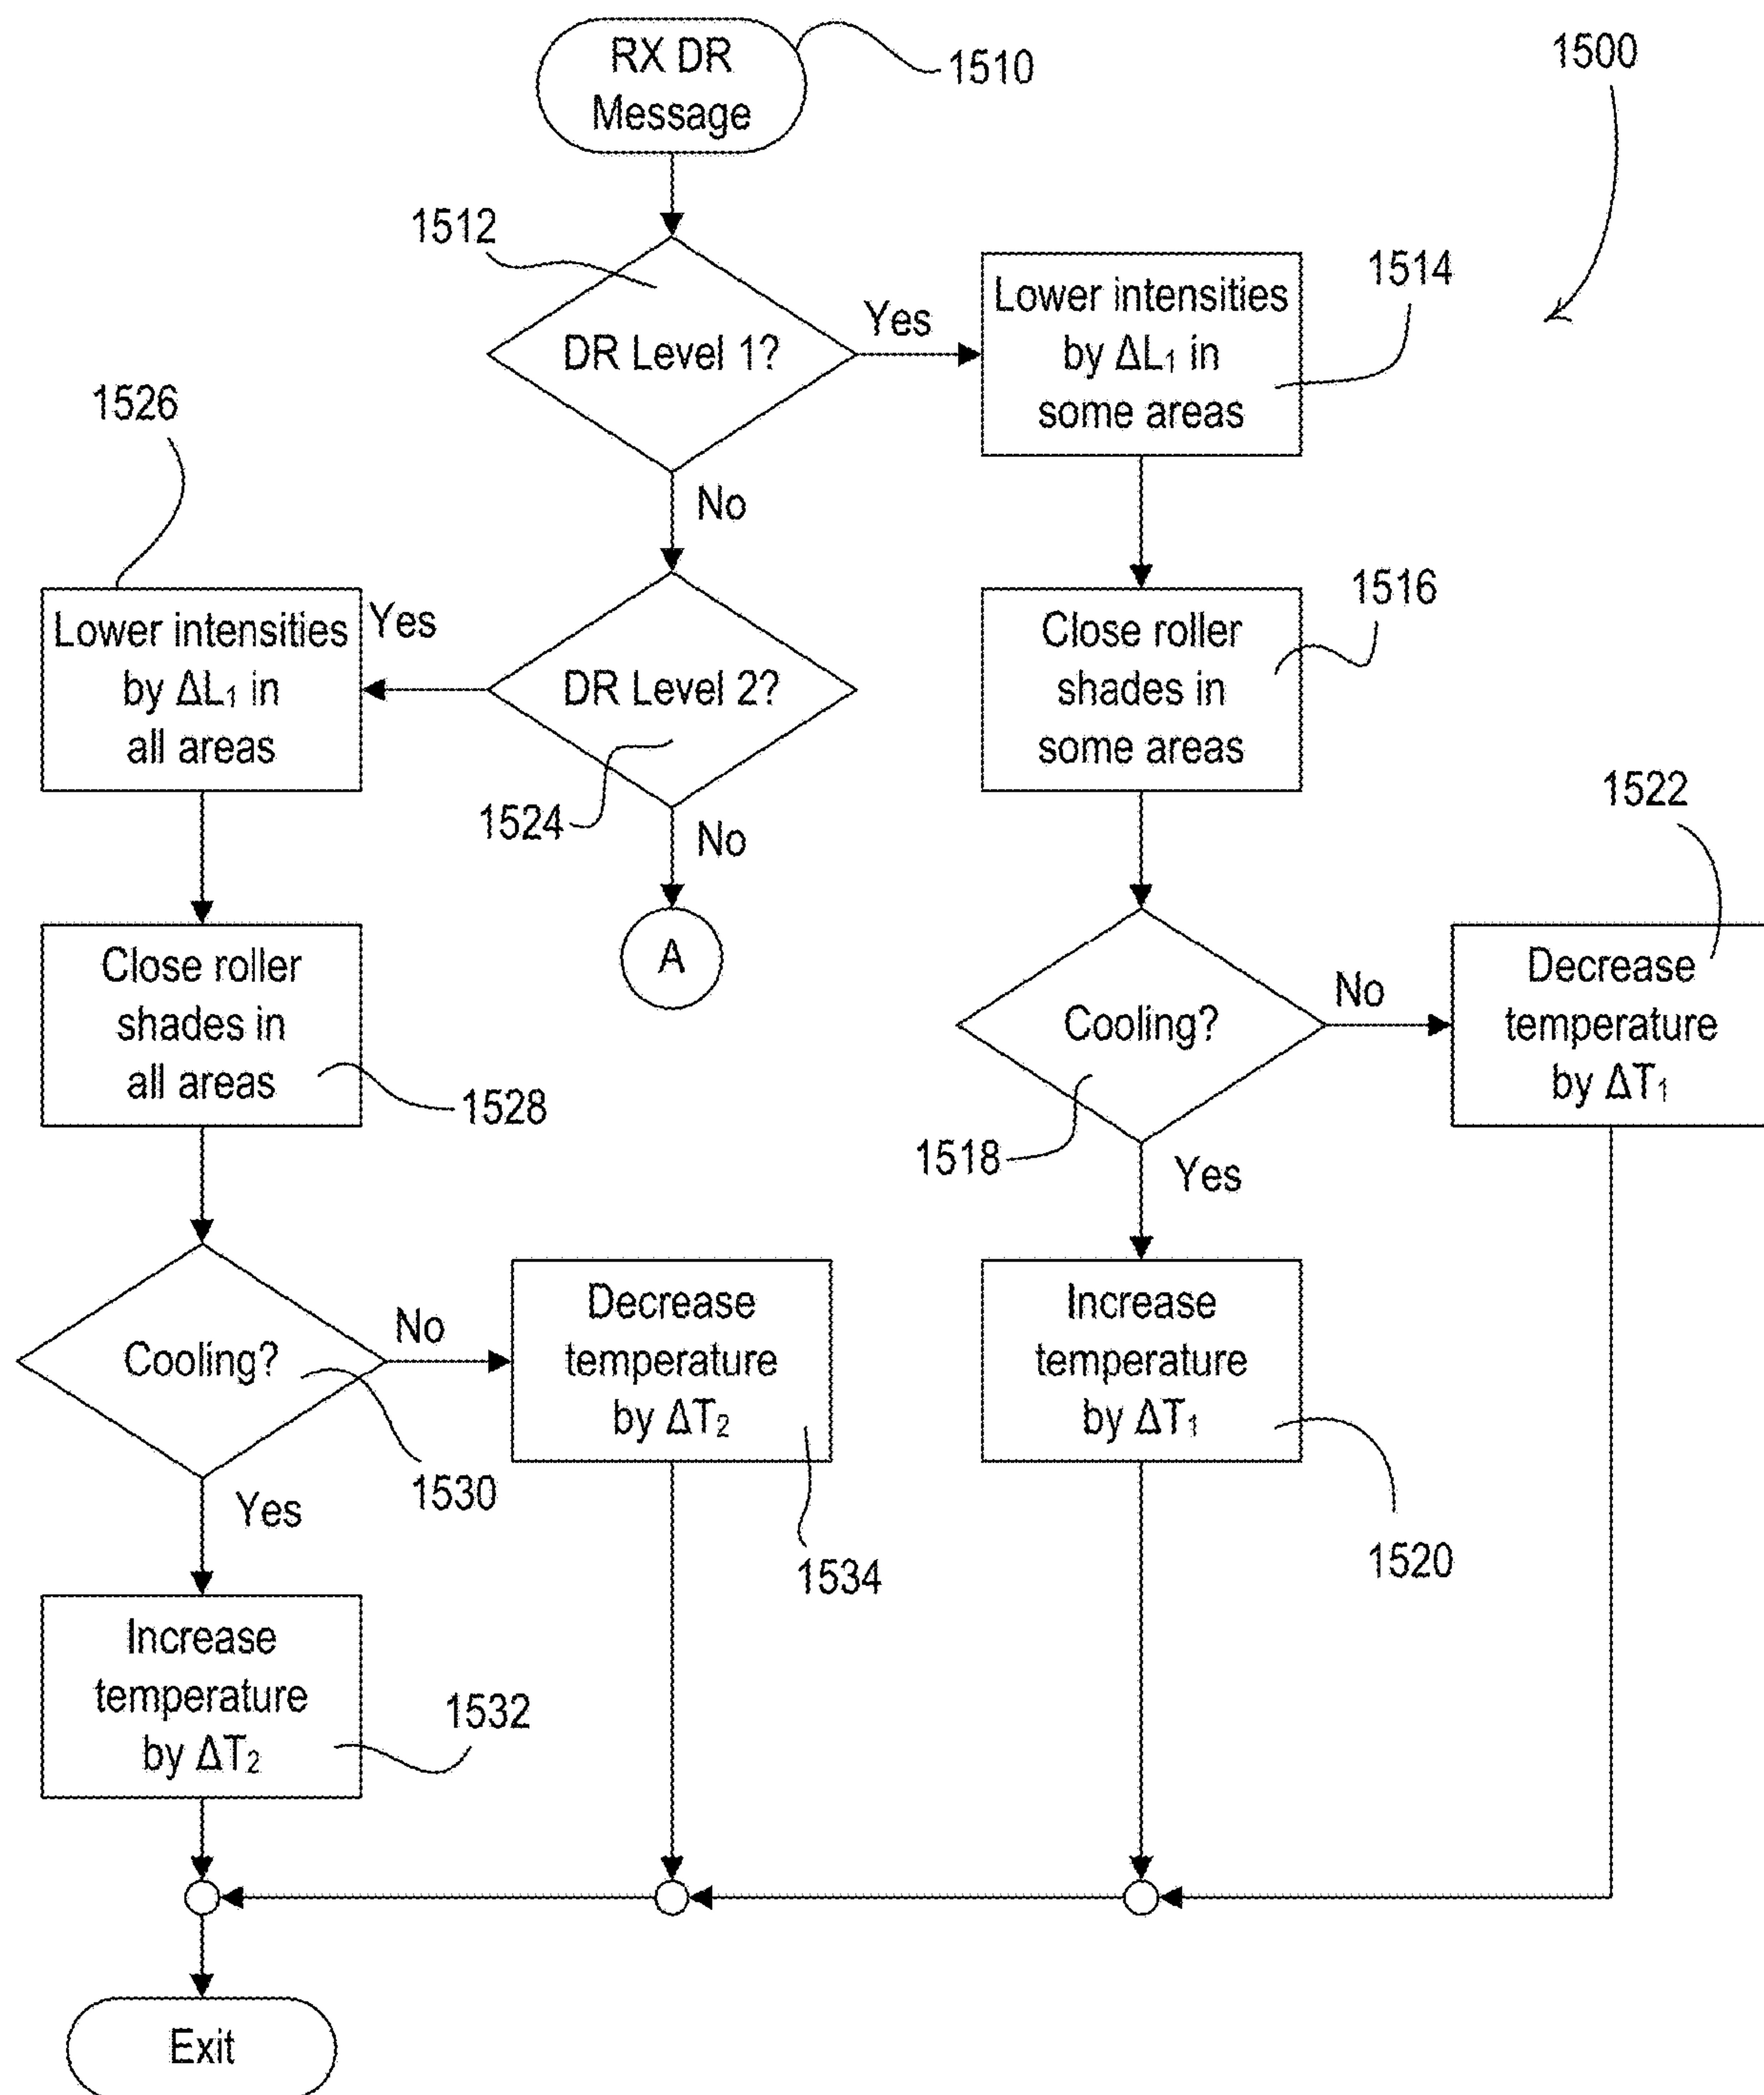 RX DR
Message
1510
1500
1512
DR Level 1?
Yes
Lower intensities
by ΔL₁ in
some areas
1514
No
1526
Lower intensities
by ΔL₁ in
all areas
Yes
DR Level 2?
1524
No
A
Close roller
shades in
some areas
1516
1522
Close roller
shades in
all areas
1528
Cooling?
1518
No
Decrease
temperature
by ΔT₁
Yes
Cooling?
1530
No
Decrease
temperature
by ΔT₂
1534
Increase
temperature
by ΔT₁
1520
Yes
Increase
temperature
by ΔT₂
1532
Exit